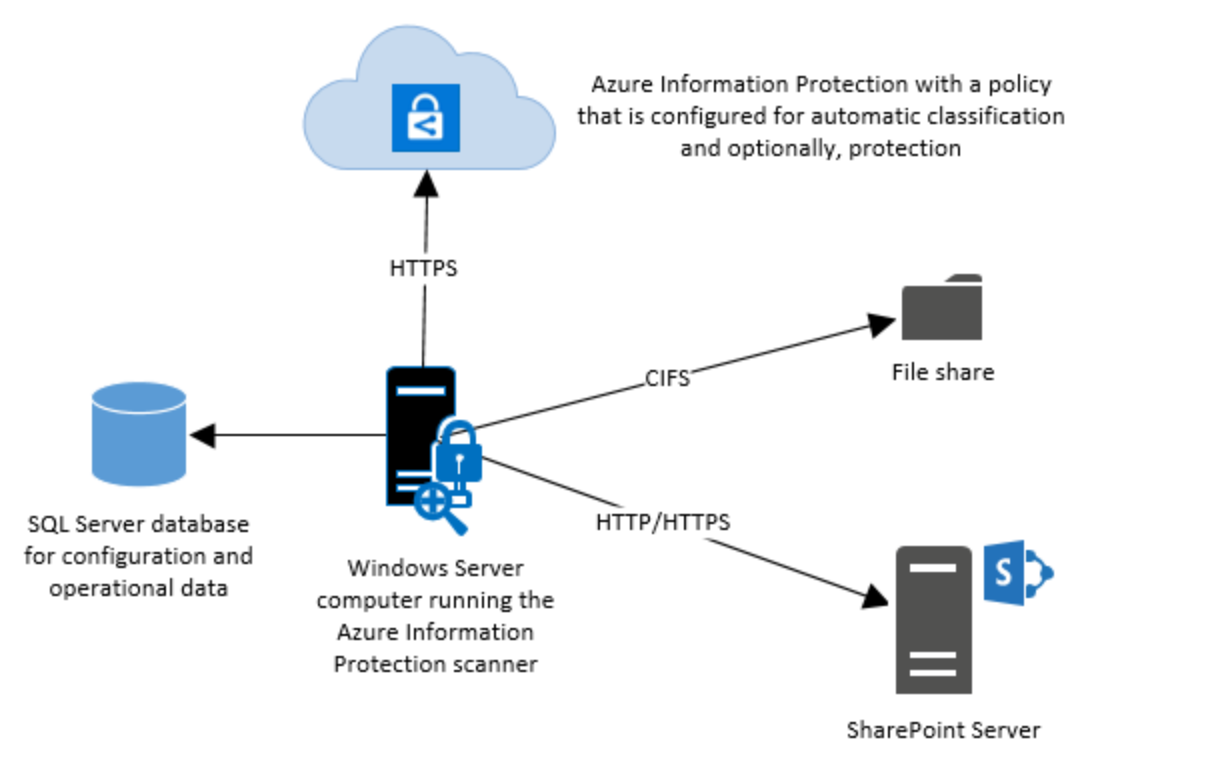 Azure Information Protection with a policy
that is configured for automatic classification
and optionally, protection
HTTPS
CIFS
File share
SQL Server database
for configuration and
operational data
HTTP/HTTPS
Windows Server
computer running the
Azure Information
Protection scanner
S
SharePoint Server